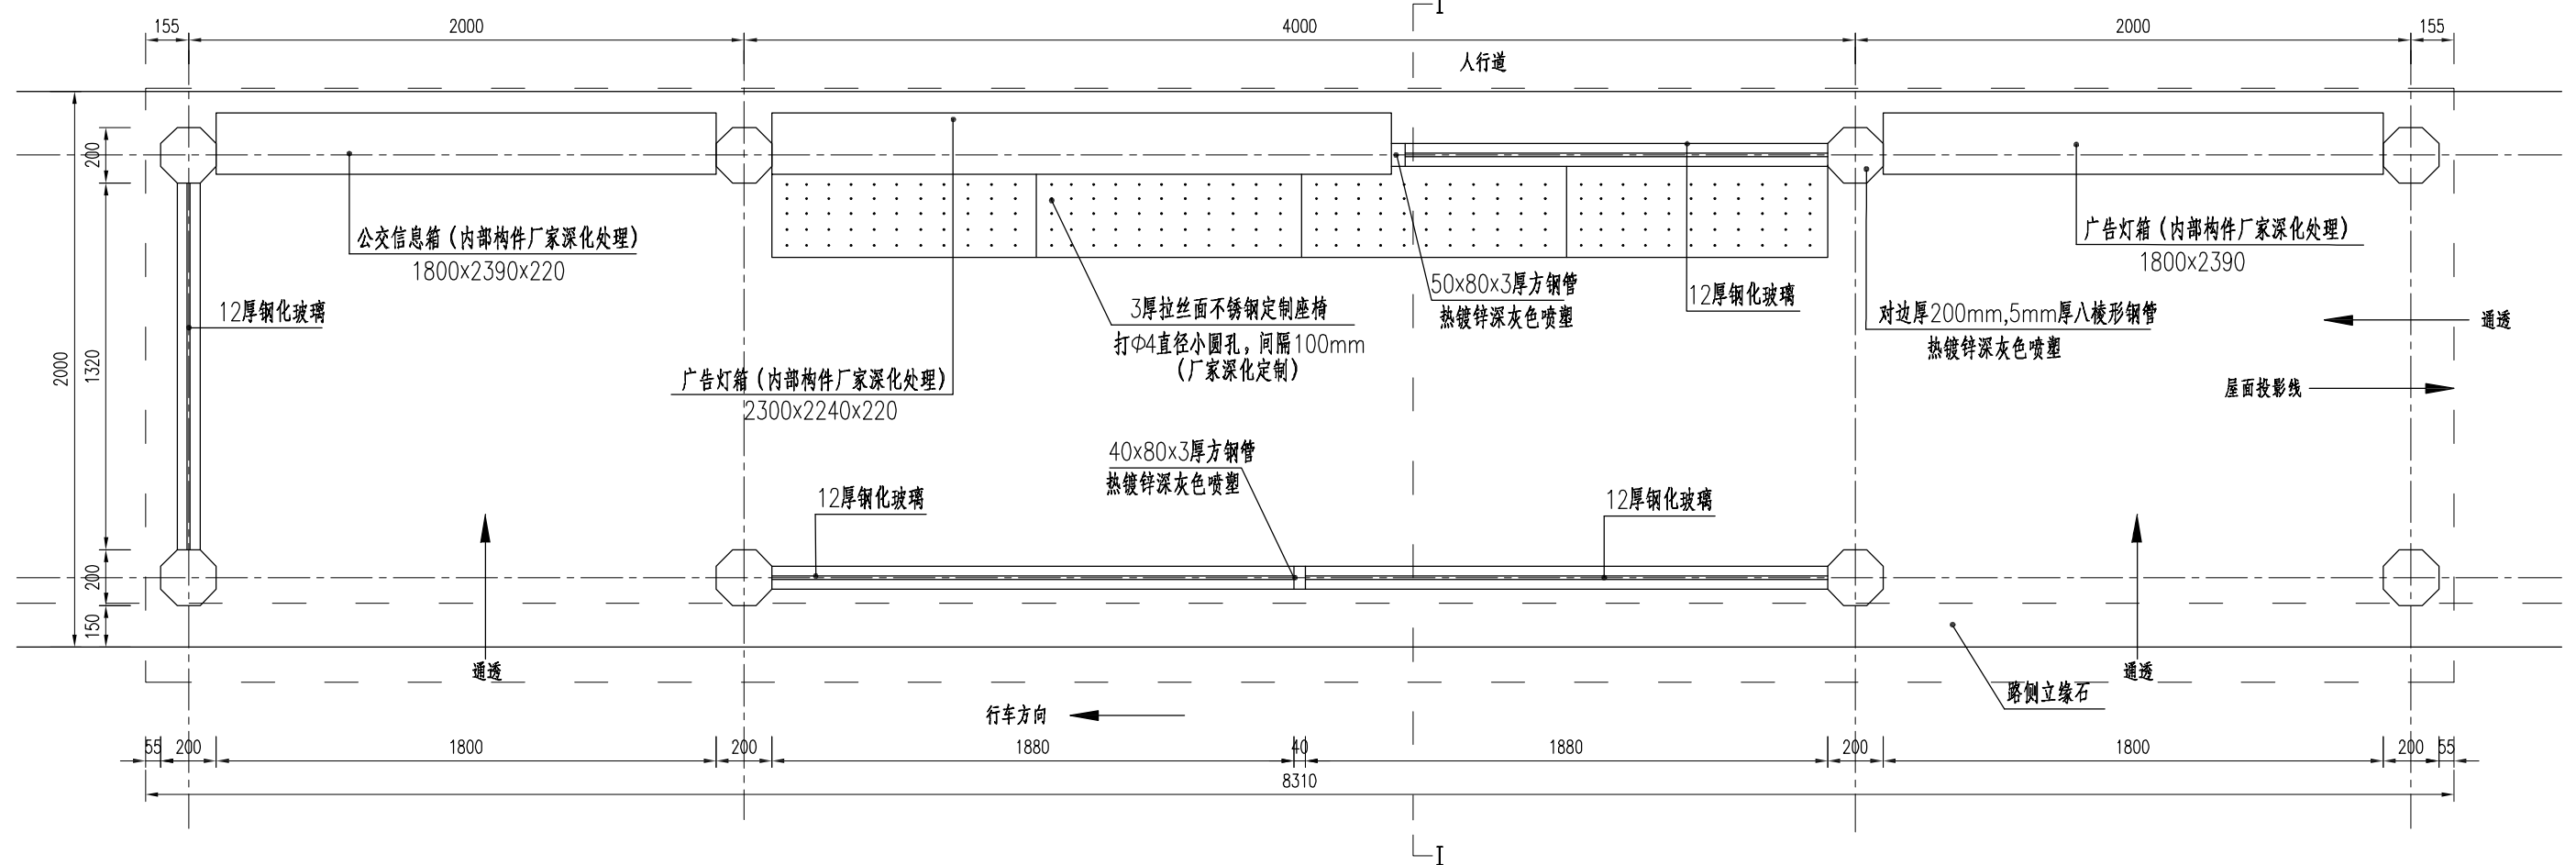 I
155
2000
4000
2000
155
人行道
200
公交信息箱（内部构件厂家深化处理）
1800x2390x220
12厚钢化玻璃
3厚拉丝面不锈钢定制座椅
打Φ4直径小圆孔，间隔100mm
（厂家深化定制）
50x80x3厚方钢管
热镀锌深灰色喷塑
12厚钢化玻璃
广告灯箱（内部构件厂家深化处理）
1800x2390
对边厚200mm,5mm厚八棱形钢管
热镀锌深灰色喷塑
通透
屋面投影线
2000
1320
广告灯箱（内部构件厂家深化处理）
2300x2240x220
40x80x3厚方钢管
热镀锌深灰色喷塑
12厚钢化玻璃
12厚钢化玻璃
200
150
通透
通透
路侧立缘石
行车方向
55
200
1800
200
1880
40
1880
200
1800
200
55
8310
I